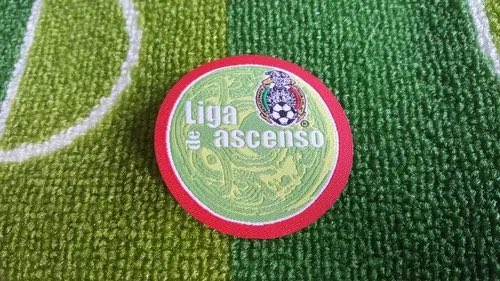 Liga
de ascenso
®